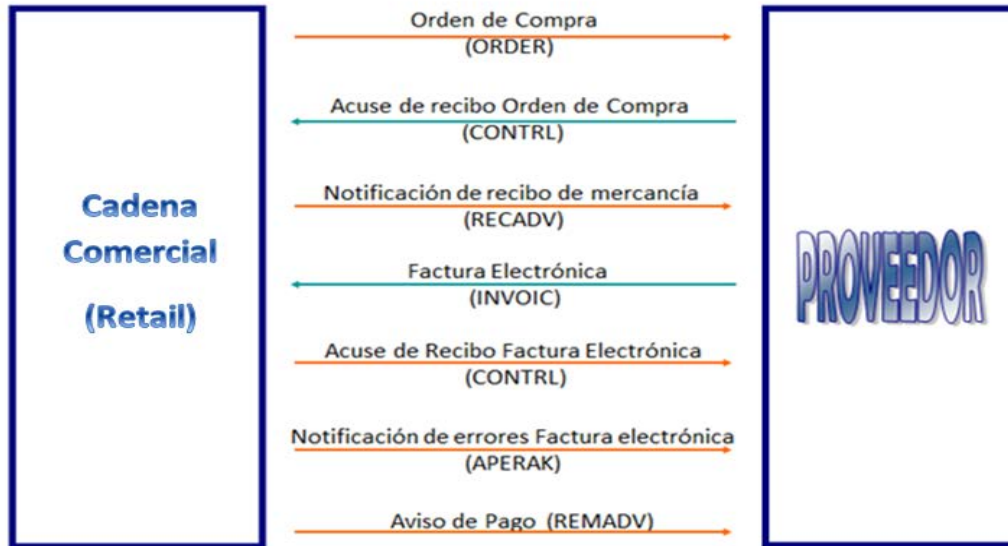 Orden de Compra
(ORDER)
Acuse de recibo Orden de Compra
(CONTRL)
Notificación de recibo de mercancía
(RECADV)
Cadena
Comercial
(Retail)
Factura Electrónica
(INVOIC)
PROVEEDOR
Acuse de Recibo Factura Electrónica
(CONTRL)
Notificación de errores Factura electrónica
(APERAK)
Aviso de Pago (REMADV)